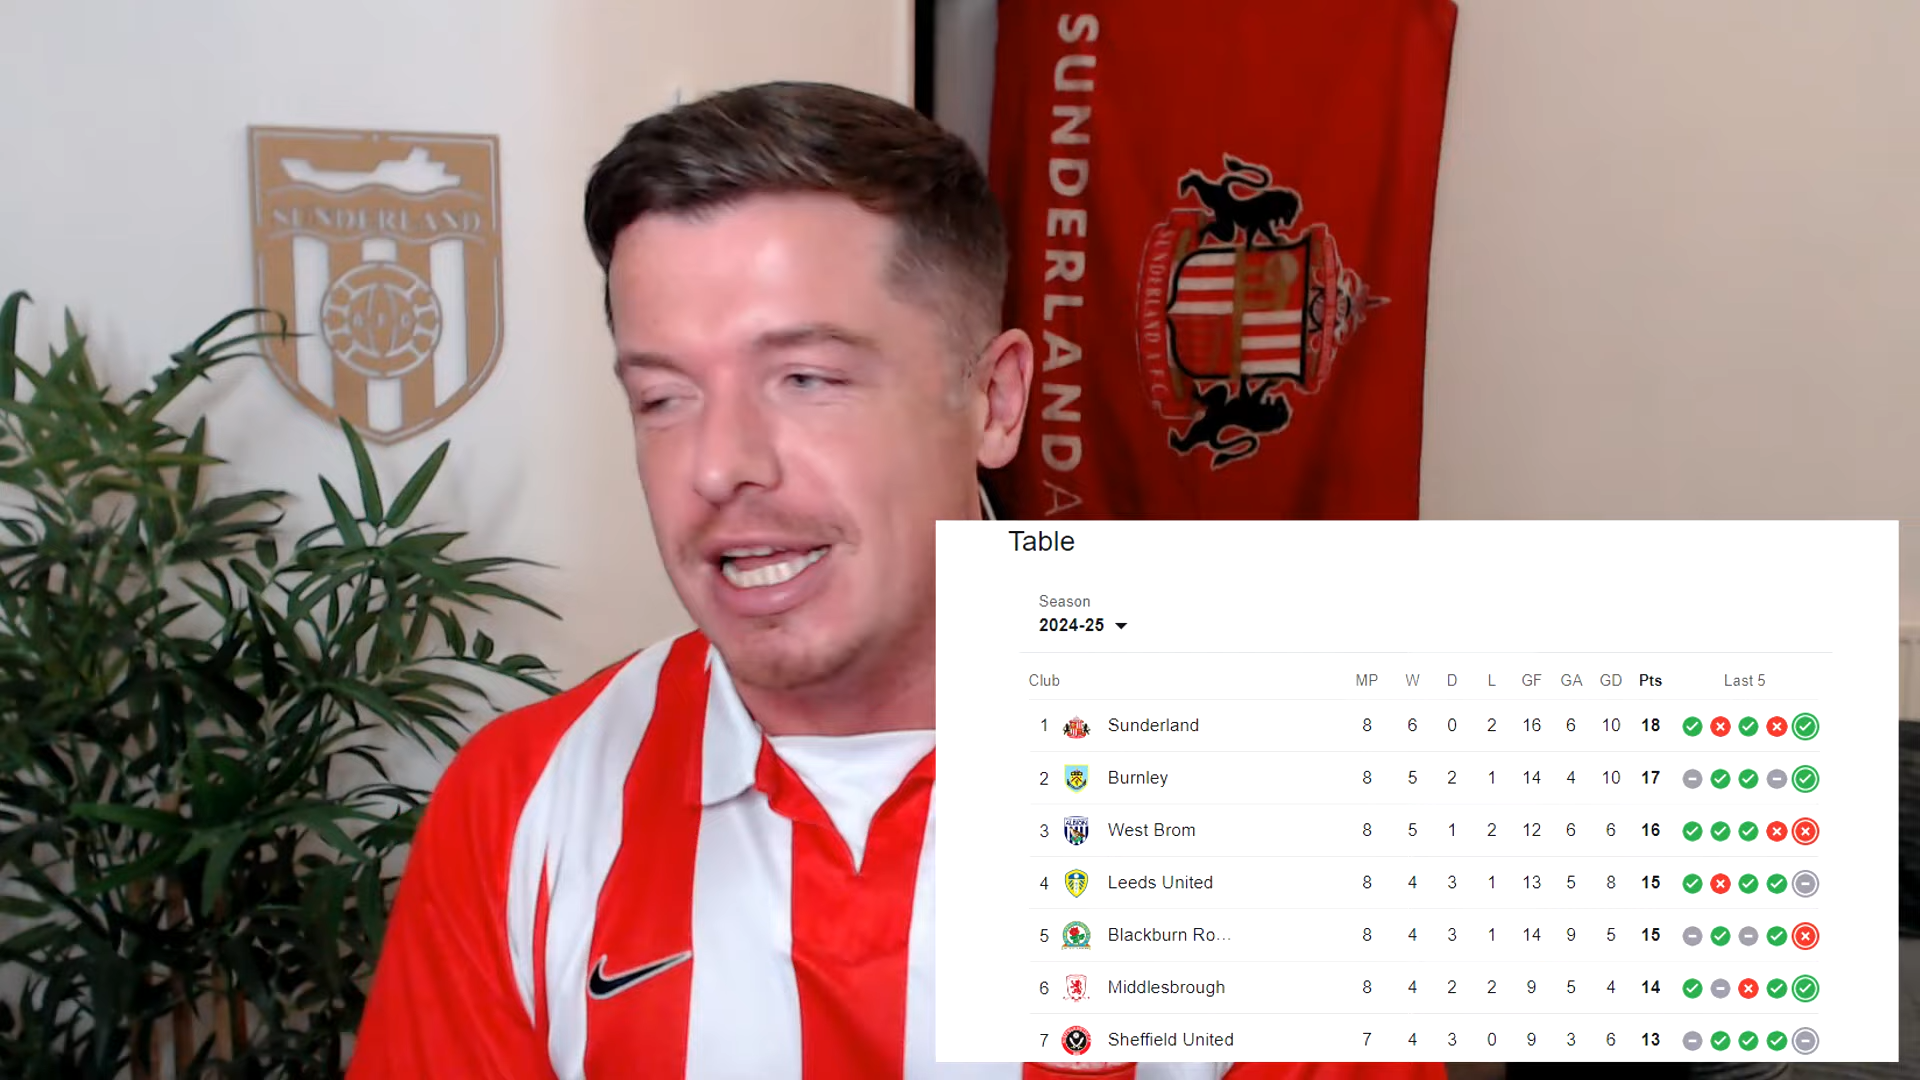 SUNDERLAND
SUNDERLAND A
SUNDERLAND A.F.C.
Table
Season
2024-25
Club MP W D L GF GA GD Pts Last 5
1 Sunderland 8 6 0 2 16 6 10 18
2 Burnley 8 5 2 1 14 4 10 17
3 West Brom 8 5 1 2 12 6 6 16
4 Leeds United 8 4 3 1 13 5 8 15
5 Blackburn Ro... 8 4 3 1 14 9 5 15
6 Middlesbrough 8 4 2 2 9 5 4 14
7 Sheffield United 7 4 3 0 9 3 6 13